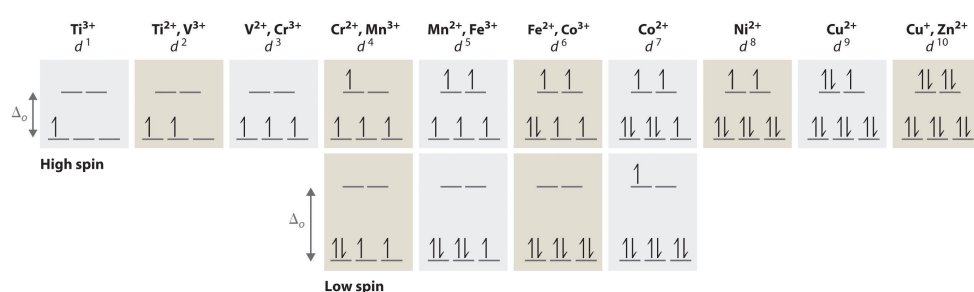 Ti³⁺ Ti²⁺, V³⁺ V²⁺, Cr³⁺ Cr²⁺, Mn³⁺ Mn²⁺, Fe³⁺ Fe²⁺, Co³⁺ Co²⁺ Ni²⁺ Cu²⁺ Cu⁺, Zn²⁺
d¹ d² d³ d⁴ d⁵ d⁶ d⁷ d⁸ d⁹ d¹⁰
Δₒ
High spin
Δₒ
Low spin